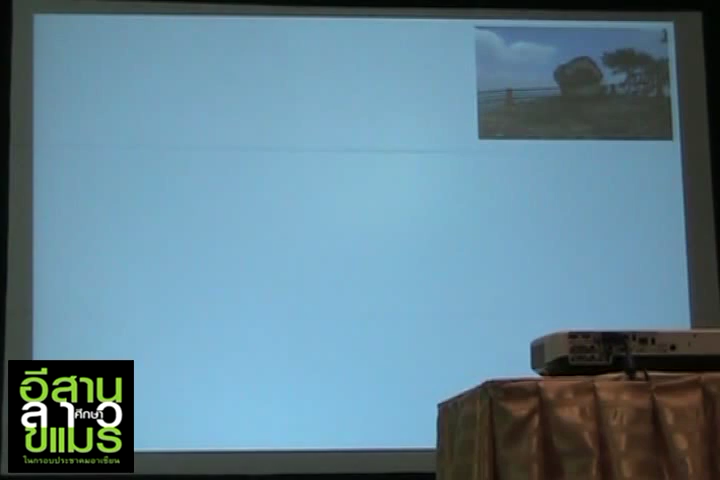 อีสาน
ลาว
ศึกษา
ขแมร์
ในกรอบประชาคมอาเซียน